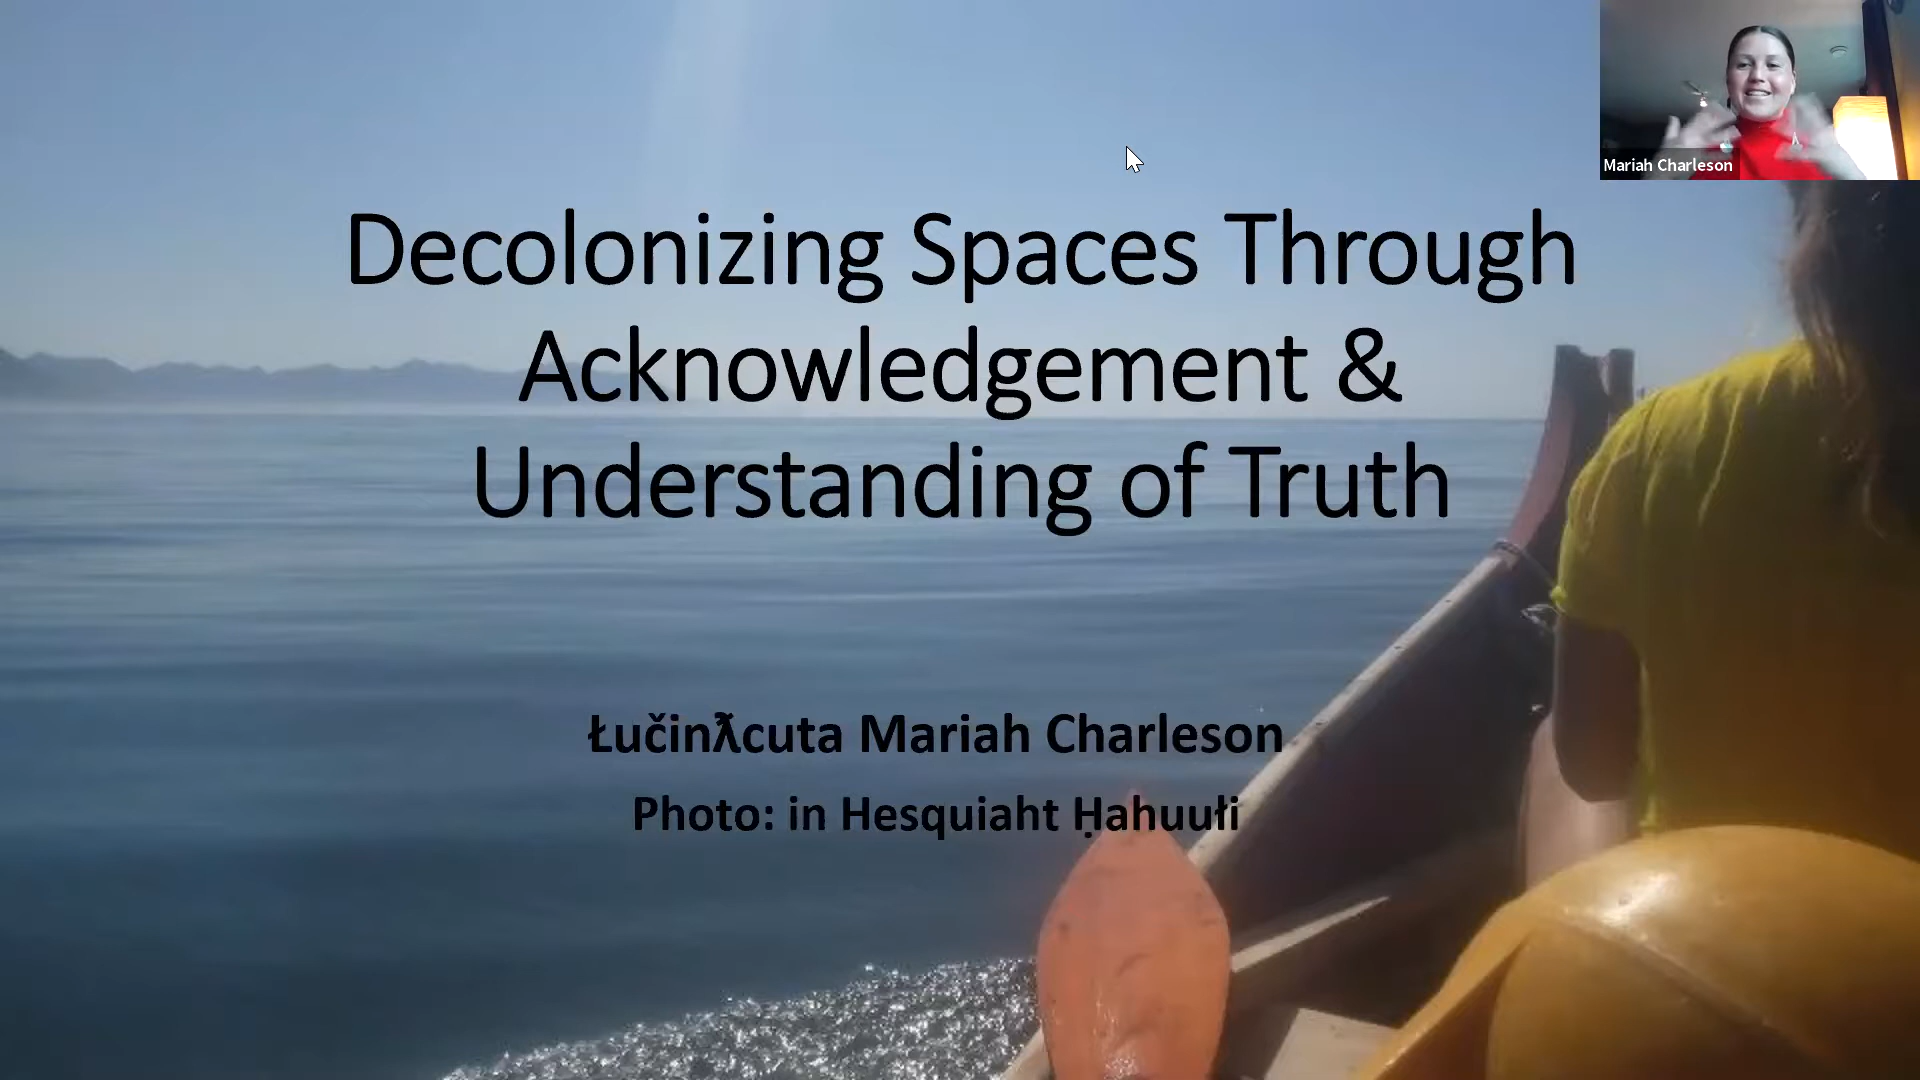 Mariah Charleson
Decolonizing Spaces Through
Acknowledgement &
Understanding of Truth
Łučinƛcuta Mariah Charleson
Photo: in Hesquiaht Ḥahuułi